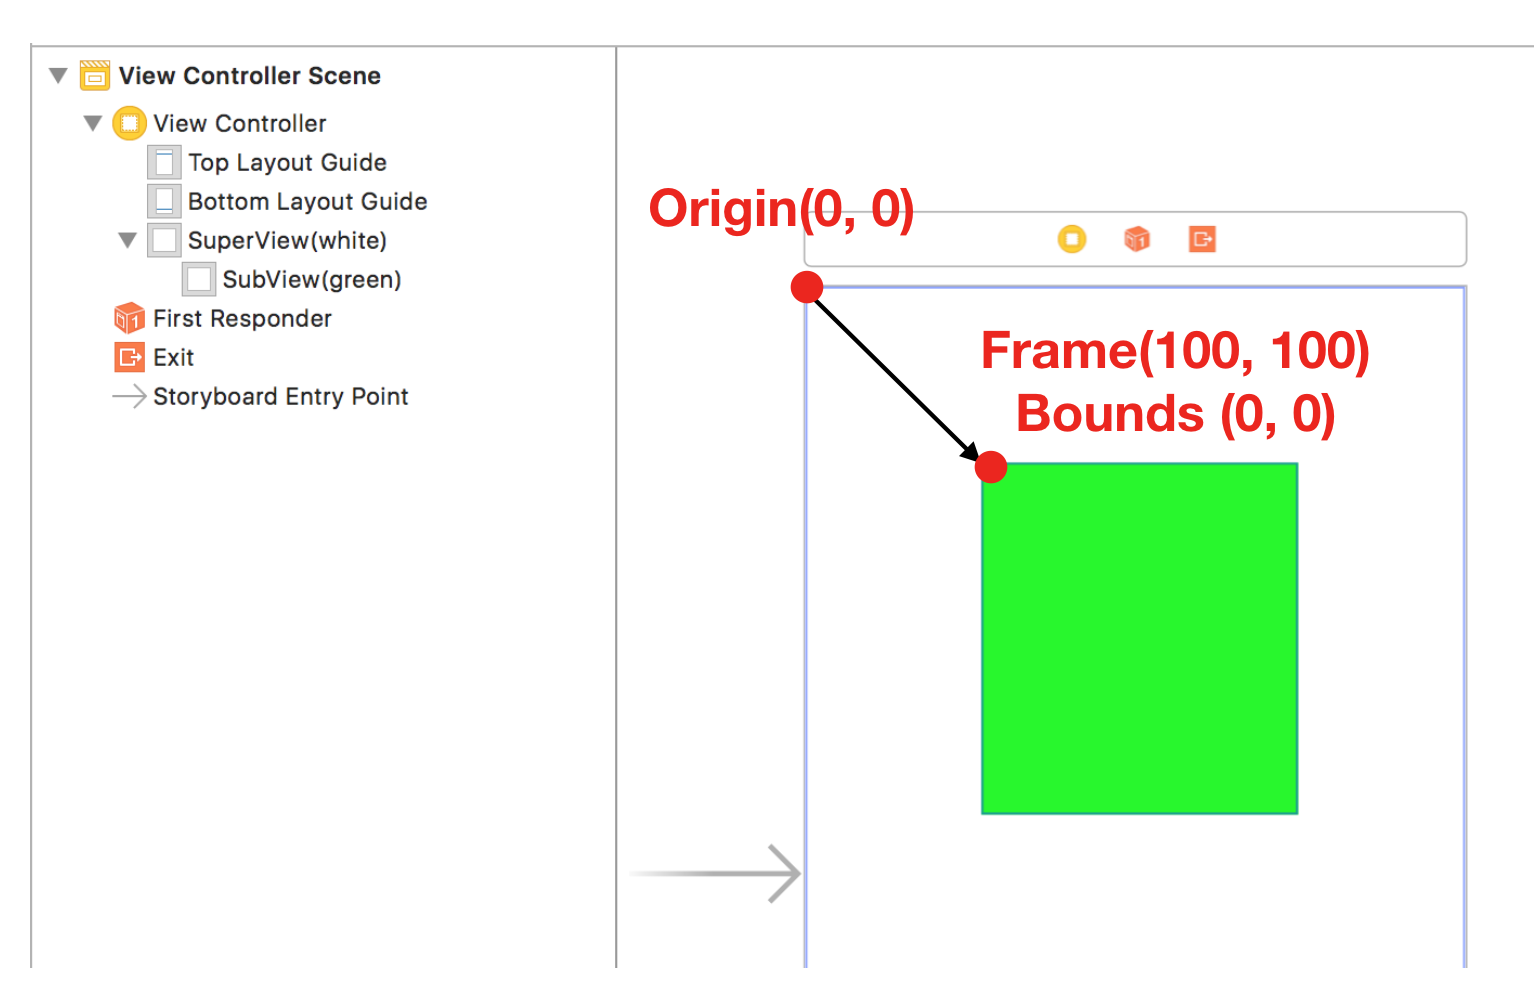 View Controller Scene
View Controller
Top Layout Guide
Bottom Layout Guide
SuperView(white)
SubView(green)
First Responder
Exit
Storyboard Entry Point
Origin(0, 0)
Frame(100, 100)
Bounds (0, 0)